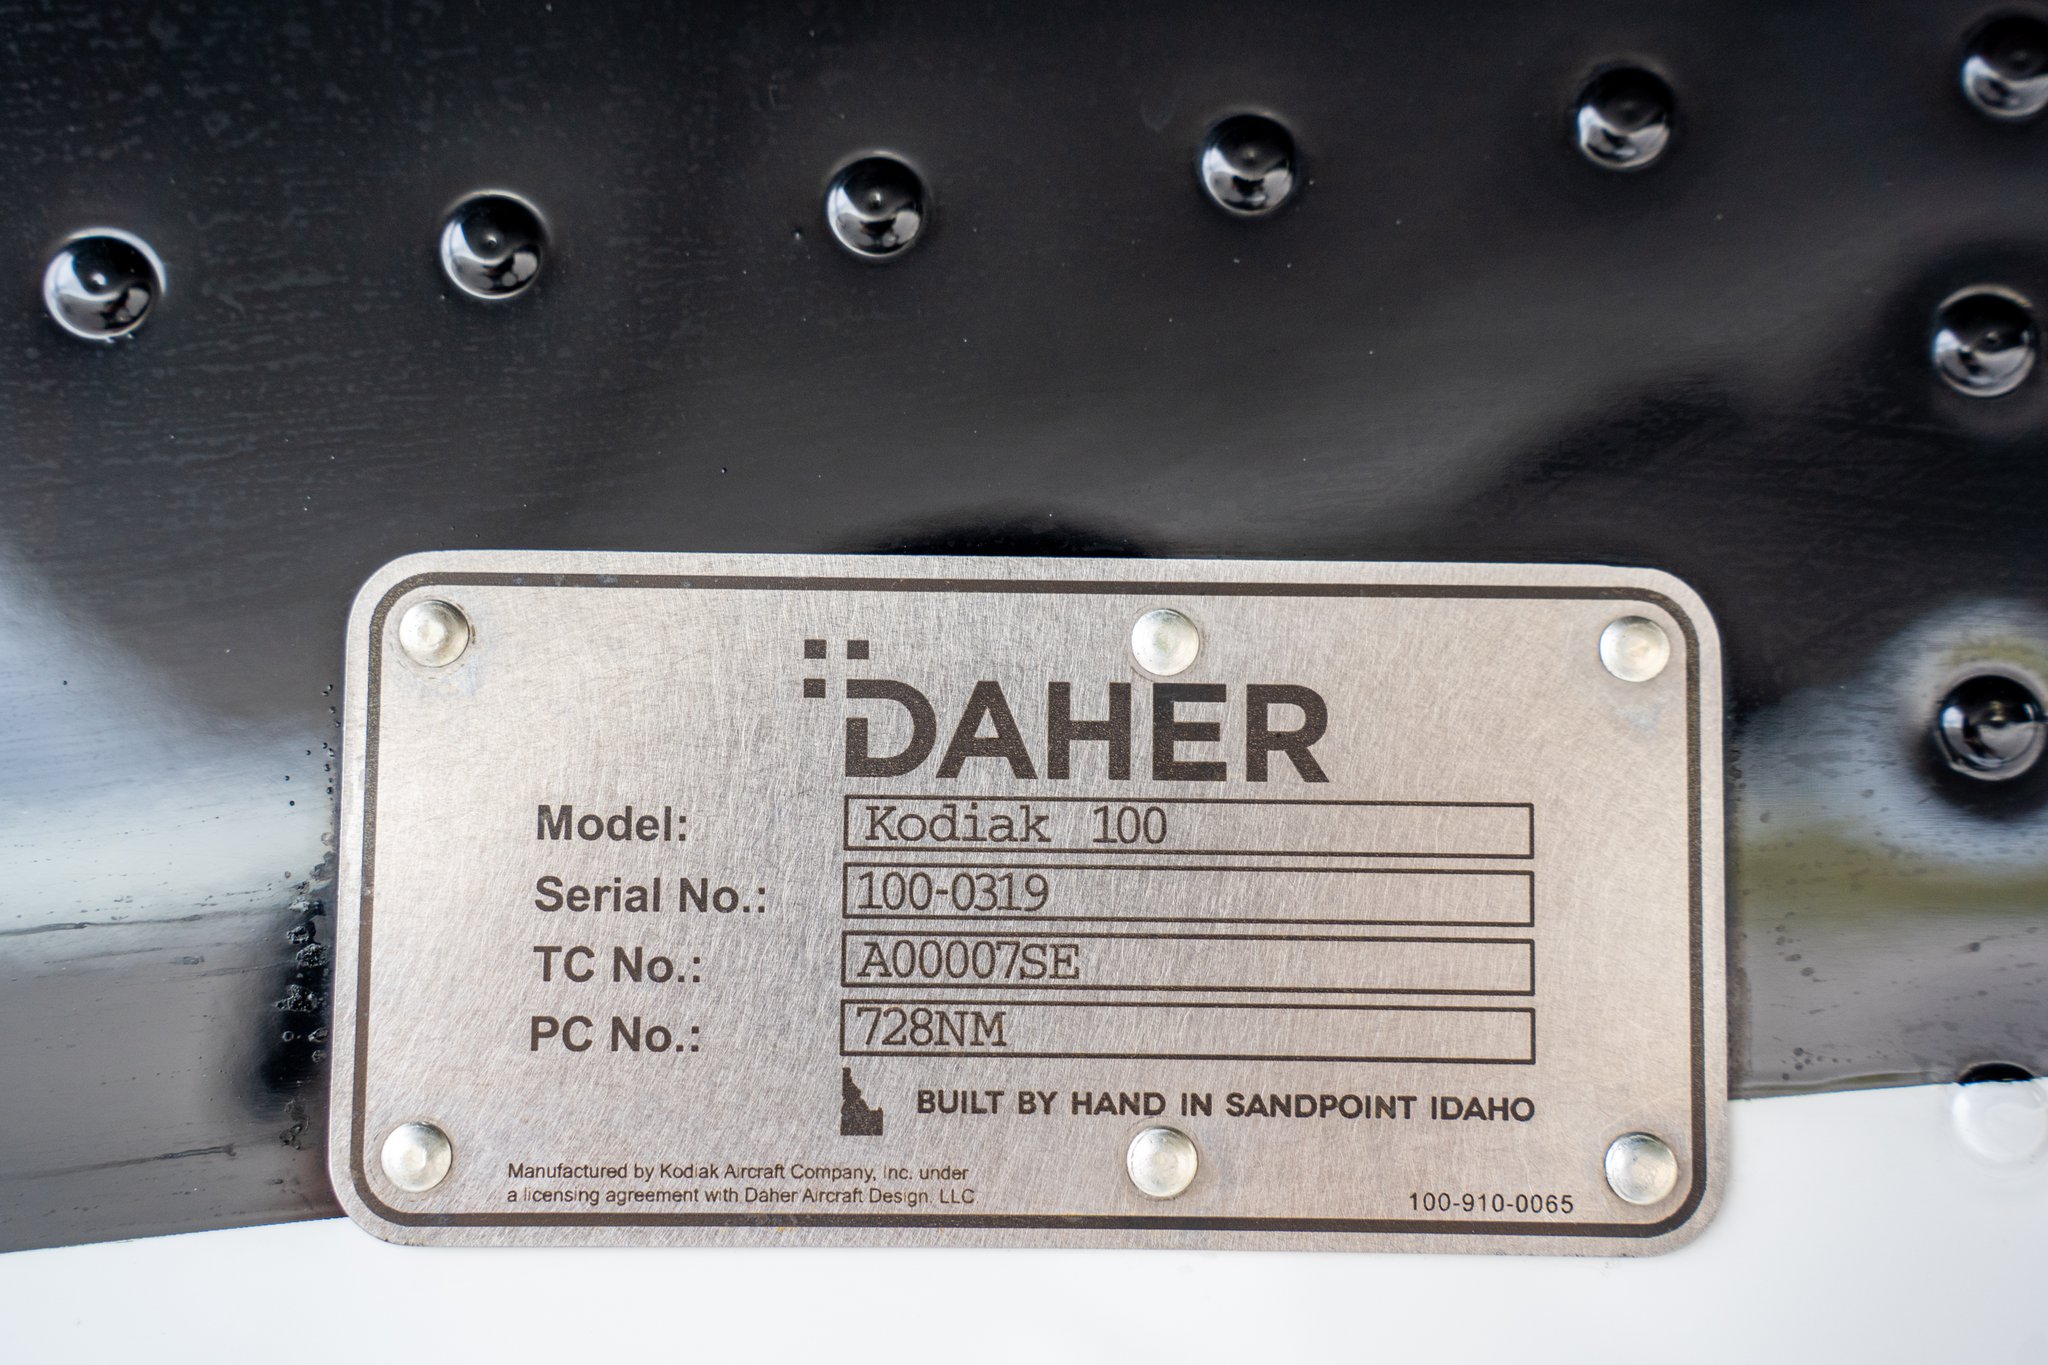 DAHER
Model: Kodiak 100
Serial No.: 100-0319
TC No.: A00007SE
PC No.: 728NM
BUILT BY HAND IN SANDPOINT IDAHO
Manufactured by Kodiak Aircraft Company, Inc. under
a licensing agreement with Daher Aircraft Design, LLC
100-910-0065